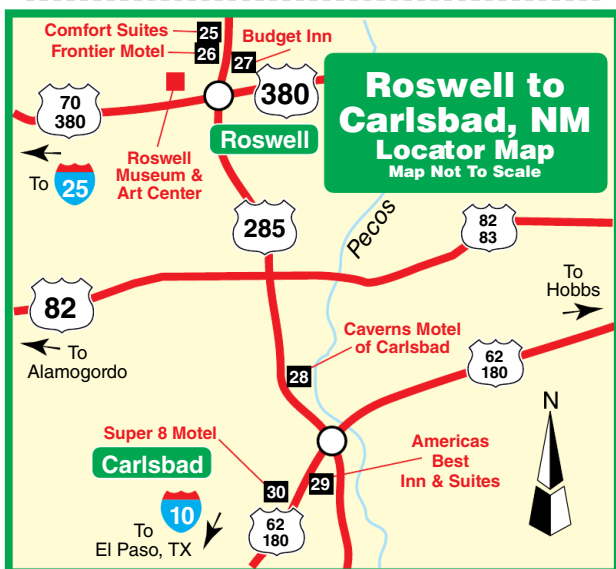 Comfort Suites 25
Frontier Motel 26
Budget Inn
27
70
380
380
Roswell to
Carlsbad, NM
Locator Map
Map Not To Scale
Roswell
Roswell
Museum &
Art Center
To 25
285
Pecos
82
83
82
To
Hobbs
To
Alamogordo
Caverns Motel
of Carlsbad
28
62
180
N
Super 8 Motel
Carlsbad
Americas
Best
Inn & Suites
30
29
10
To
El Paso, TX
62
180